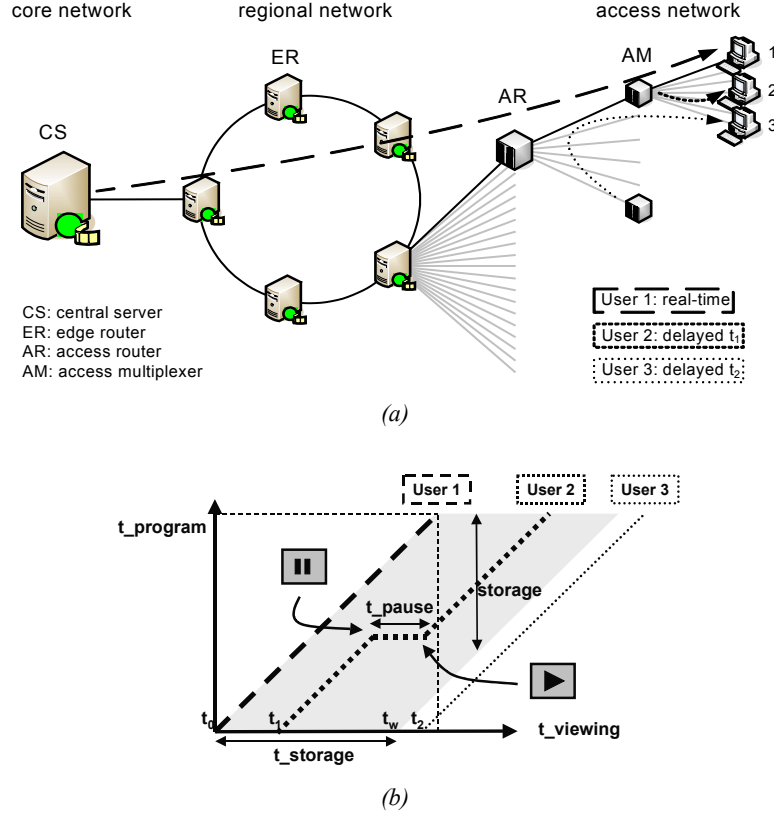 core network regional network access network
ER
AM
1
2
3
AR
CS
CS: central server
ER: edge router
AR: access router
AM: access multiplexer
User 1: real-time
User 2: delayed t₁
User 3: delayed t₂
(a)
User 1 User 2 User 3
t_program
t_pause
storage
t₀ t₁ t_w t₂
t_viewing
t_storage
(b)